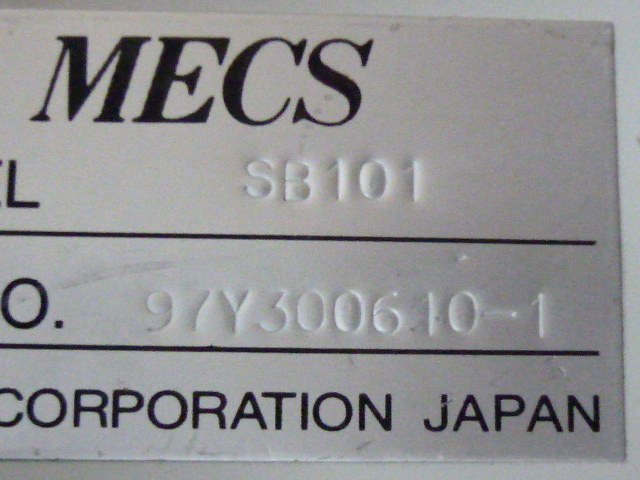 MECS
EL SB101
O. 97Y300610-1
CORPORATION JAPAN